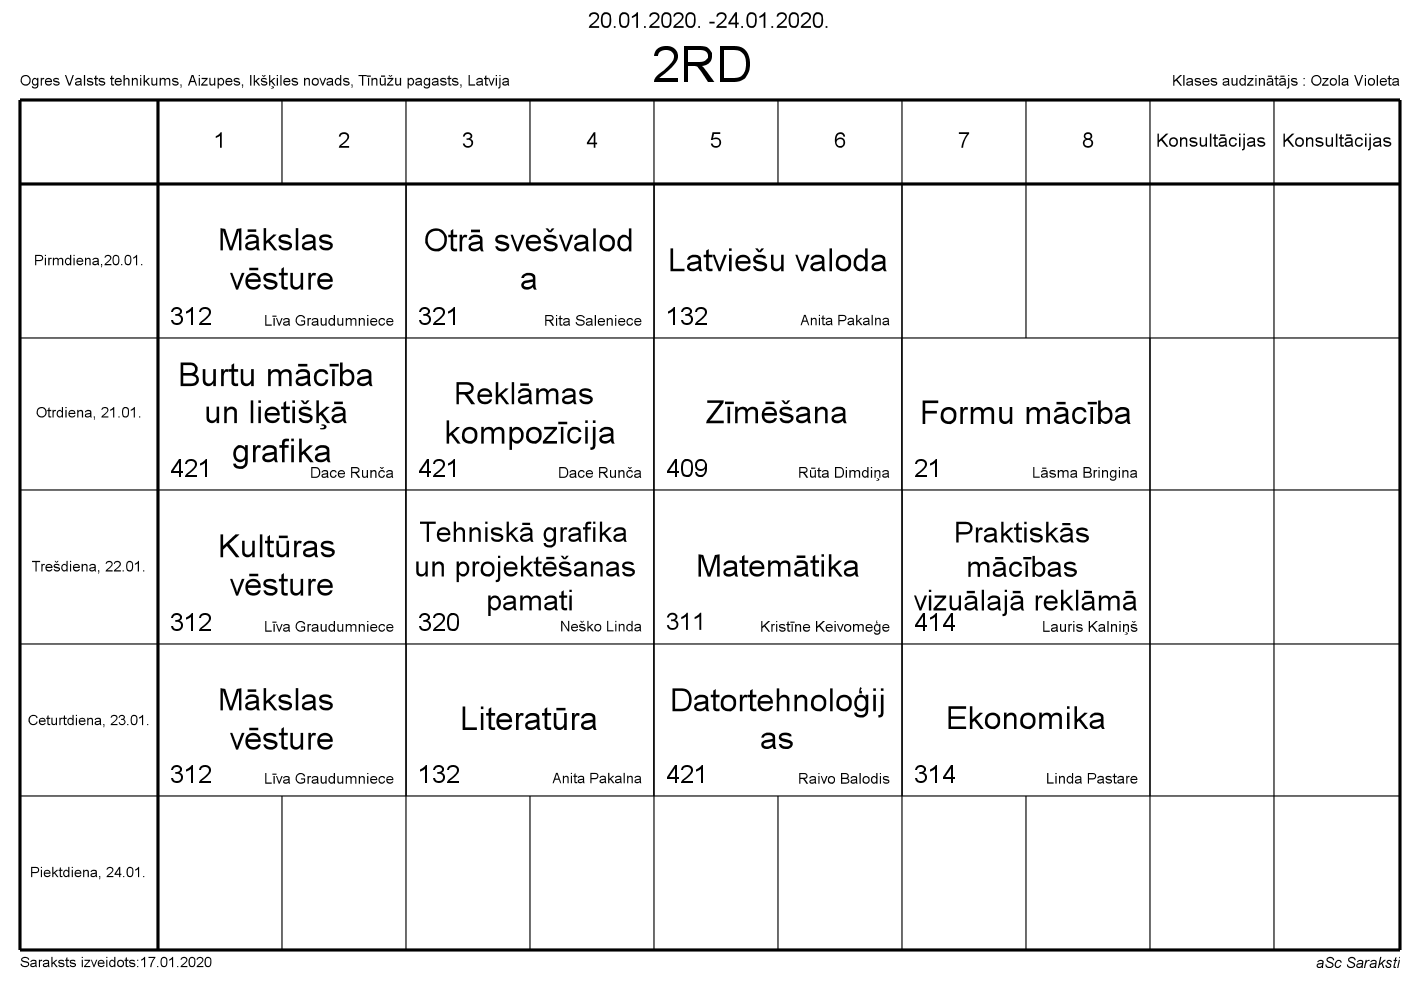 20.01.2020. -24.01.2020.
2RD
Ogres Valsts tehnikums, Aizupes, Ikšķiles novads, Tīnūžu pagasts, Latvija
Klases audzinātājs : Ozola Violeta
1 2 3 4 5 6 7 8 Konsultācijas Konsultācijas
Pirmdiena,20.01.
Mākslas
vēsture
312 Līva Graudumniece
Otrā svešvalod
a
321 Rita Saleniece
Latviešu valoda
132 Anita Pakalna
Otrdiena, 21.01.
Burtu mācība
un lietišķā
grafika
421 Dace Runča
Reklāmas
kompozīcija
421 Dace Runča
Zīmēšana
409 Rūta Dimdiņa
Formu mācība
21 Lāsma Bringina
Trešdiena, 22.01.
Kultūras
vēsture
312 Līva Graudumniece
Tehniskā grafika
un projektēšanas
pamati
320 Neško Linda
Matemātika
311 Kristīne Keivomeģe
Praktiskās
mācības
vizuālajā reklāmā
414 Lauris Kalniņš
Ceturtdiena, 23.01.
Mākslas
vēsture
312 Līva Graudumniece
Literatūra
132 Anita Pakalna
Datortehnoloģij
as
421 Raivo Balodis
Ekonomika
314 Linda Pastare
Piektdiena, 24.01.
Saraksts izveidots:17.01.2020
aSc Saraksti